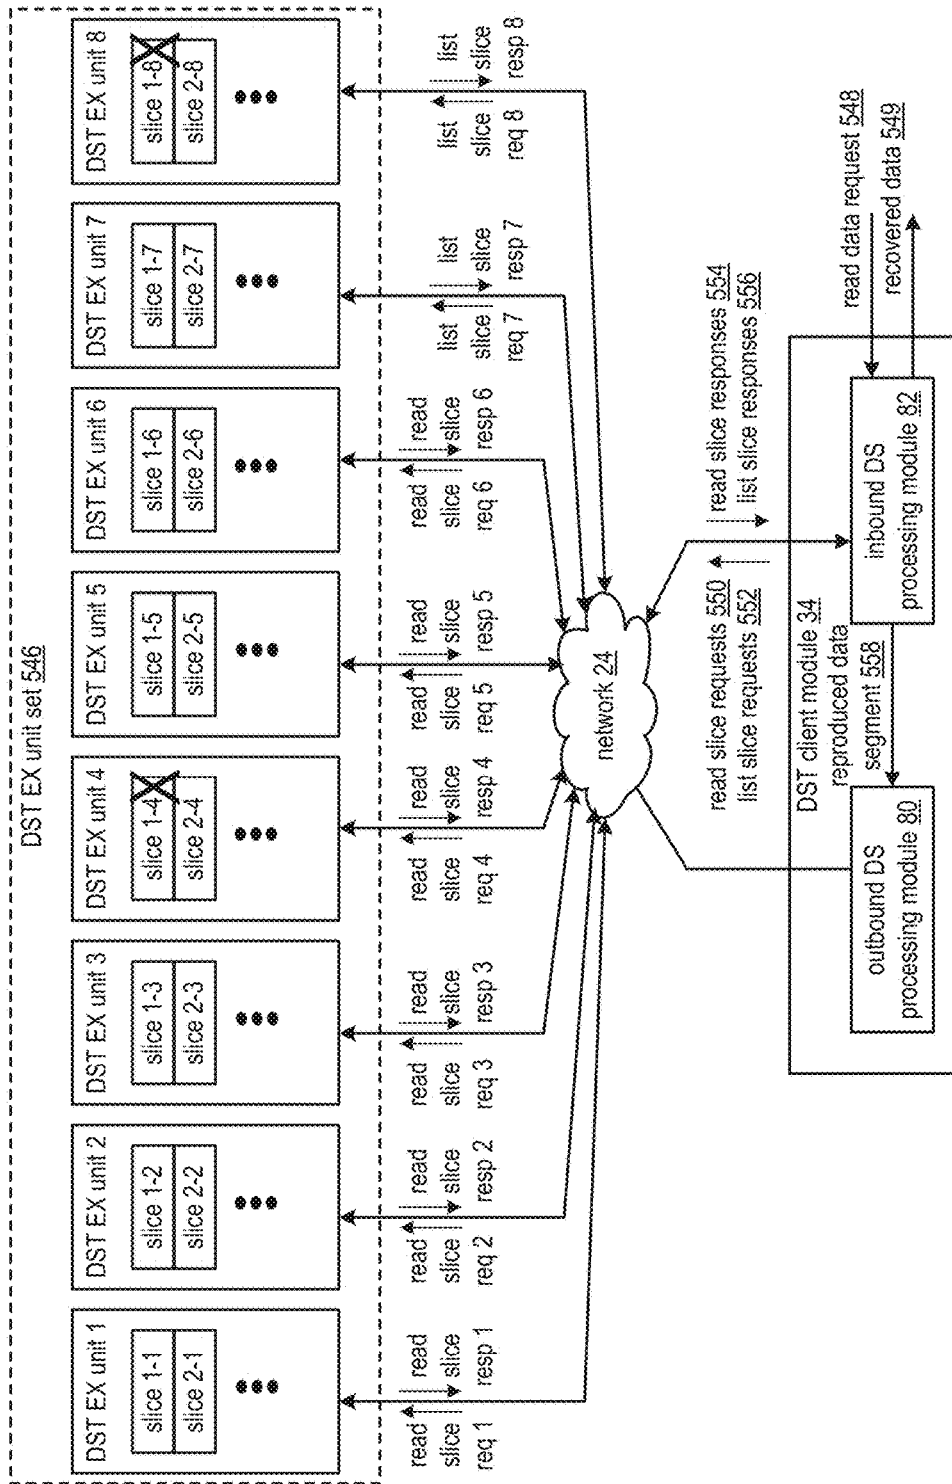 DST EX unit set 546
DST EX unit 1
slice 1-1
slice 2-1
DST EX unit 2
slice 1-2
slice 2-2
DST EX unit 3
slice 1-3
slice 2-3
DST EX unit 4
slice 1-4
slice 2-4
DST EX unit 5
slice 1-5
slice 2-5
DST EX unit 6
slice 1-6
slice 2-6
DST EX unit 7
slice 1-7
slice 2-7
DST EX unit 8
slice 1-8
slice 2-8
read
slice
req 1
read
slice
resp 1
read
slice
req 2
read
slice
resp 2
read
slice
req 3
read
slice
resp 3
read
slice
req 4
read
slice
resp 4
read
slice
req 5
read
slice
resp 5
read
slice
req 6
read
slice
resp 6
list
slice
req 7
list
slice
resp 7
list
slice
req 8
list
slice
resp 8
network 24
read slice requests 550
list slice requests 552
read slice responses 554
list slice responses 556
DST client module 34
reproduced data
segment 558
outbound DS
processing module 80
inbound DS
processing module 82
read data request 548
recovered data 549